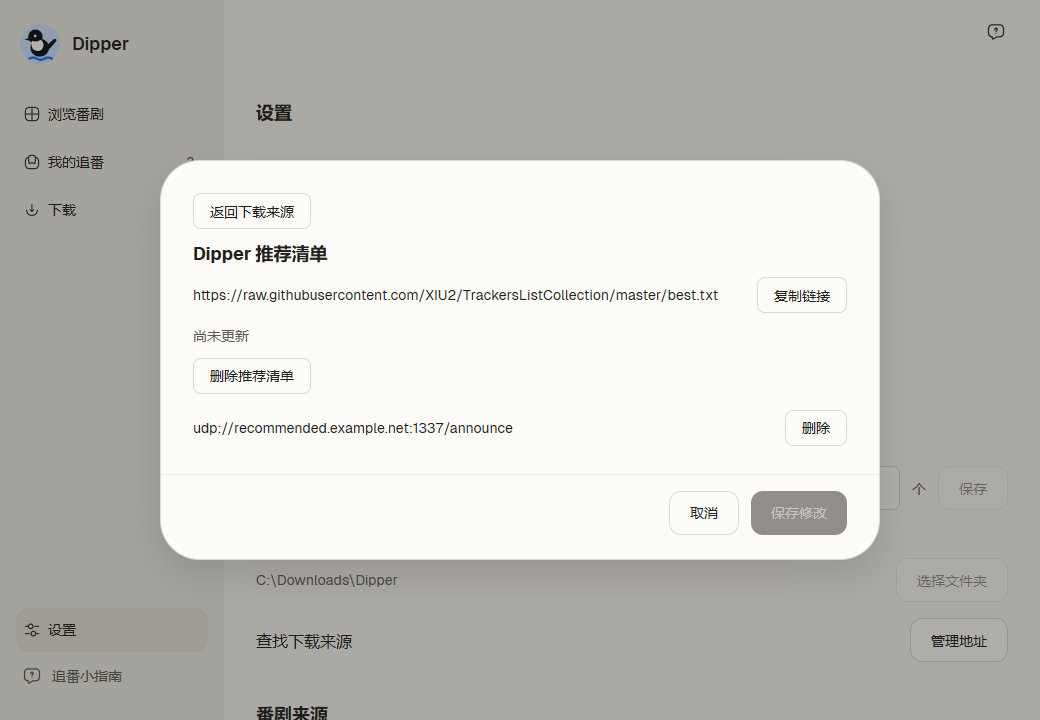 Dipper
浏览番剧
我的追番
下载
设置
返回下载来源
Dipper 推荐清单
https://raw.githubusercontent.com/XIU2/TrackersListCollection/master/best.txt
复制链接
尚未更新
删除推荐清单
udp://recommended.example.net:1337/announce
删除
取消
保存修改
个
保存
C:\Downloads\Dipper
选择文件夹
查找下载来源
管理地址
番剧来源
设置
追番小指南